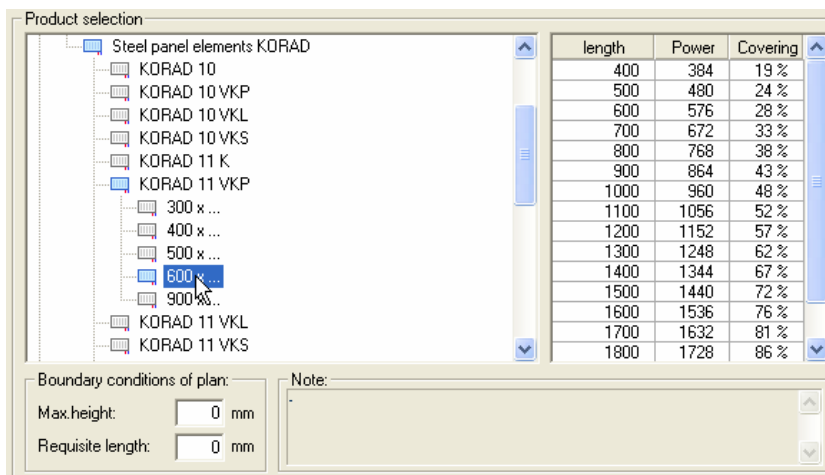 Product selection
Steel panel elements KORAD
KORAD 10
KORAD 10 VKP
KORAD 10 VKL
KORAD 10 VKS
KORAD 11 K
KORAD 11 VKP
300 x ...
400 x ...
500 x ...
600 x ...
900 x ...
KORAD 11 VKL
KORAD 11 VKS
length Power Covering
400 384 19 %
500 480 24 %
600 576 28 %
700 672 33 %
800 768 38 %
900 864 43 %
1000 960 48 %
1100 1056 52 %
1200 1152 57 %
1300 1248 62 %
1400 1344 67 %
1500 1440 72 %
1600 1536 76 %
1700 1632 81 %
1800 1728 86 %
Boundary conditions of plan:
Max.height: 0 mm
Requisite length: 0 mm
Note:
-